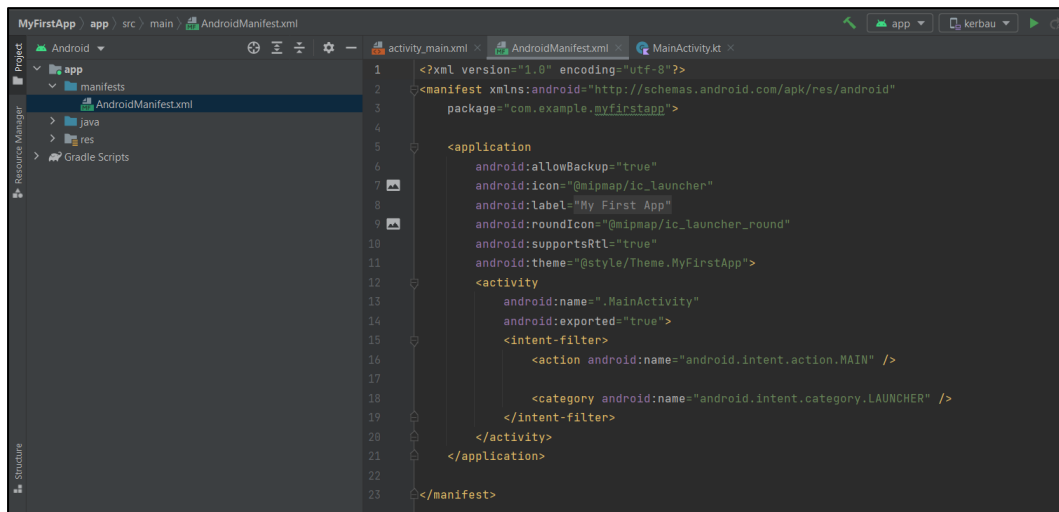 MyFirstApp 〉 app 〉 src 〉 main 〉 AndroidManifest.xml
app
kerbau
Project
Android
app
manifests
AndroidManifest.xml
java
res
Gradle Scripts
Resource Manager
Structure
activity_main.xml
AndroidManifest.xml
MainActivity.kt
1 <?xml version="1.0" encoding="utf-8"?>
2 <manifest xmlns:android="http://schemas.android.com/apk/res/android"
3     package="com.example.myfirstapp">
4
5     <application
6         android:allowBackup="true"
7         android:icon="@mipmap/ic_launcher"
8         android:label="My First App"
9         android:roundIcon="@mipmap/ic_launcher_round"
10         android:supportsRtl="true"
11         android:theme="@style/Theme.MyFirstApp">
12         <activity
13             android:name=".MainActivity"
14             android:exported="true">
15             <intent-filter>
16                 <action android:name="android.intent.action.MAIN" />
17
18                 <category android:name="android.intent.category.LAUNCHER" />
19             </intent-filter>
20         </activity>
21     </application>
22
23 </manifest>